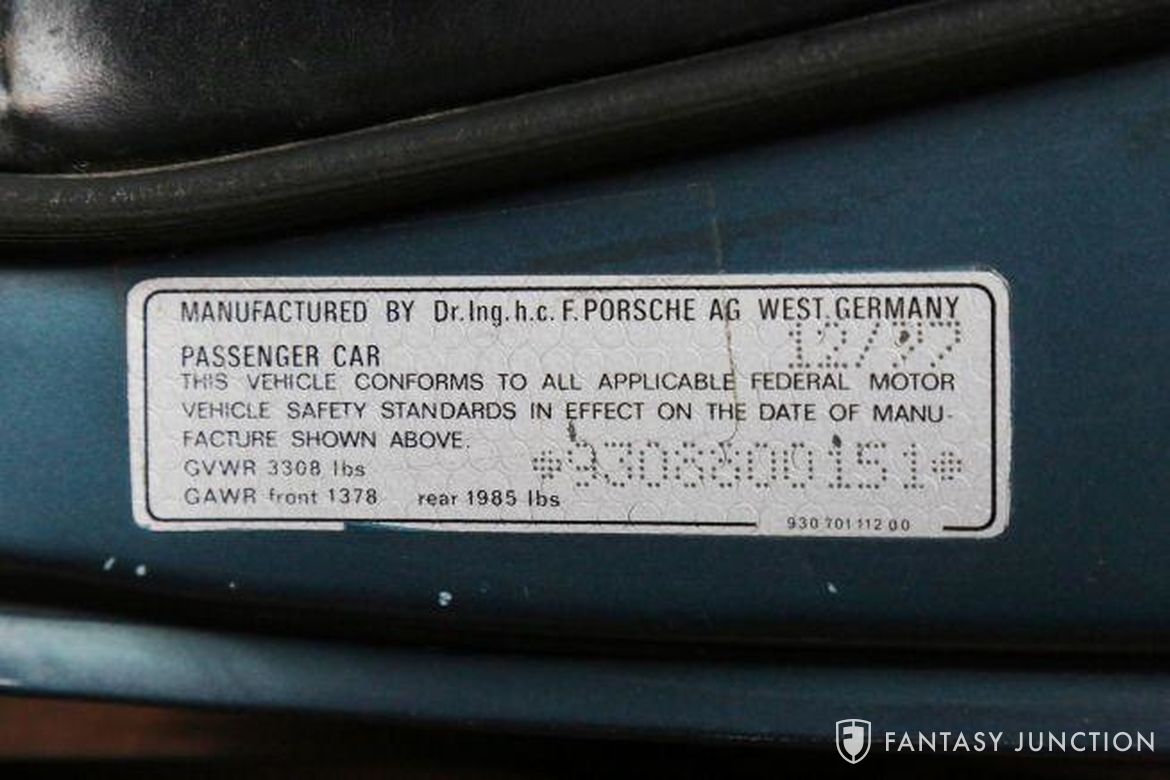 MANUFACTURED BY Dr.Ing.h.c.F.PORSCHE AG WEST GERMANY
12/77
PASSENGER CAR
THIS VEHICLE CONFORMS TO ALL APPLICABLE FEDERAL MOTOR
VEHICLE SAFETY STANDARDS IN EFFECT ON THE DATE OF MANU-
FACTURE SHOWN ABOVE.
GVWR 3308 lbs
*9308800151*
GAWR front 1378 rear 1985 lbs
930 701 112 00
FANTASY JUNCTION